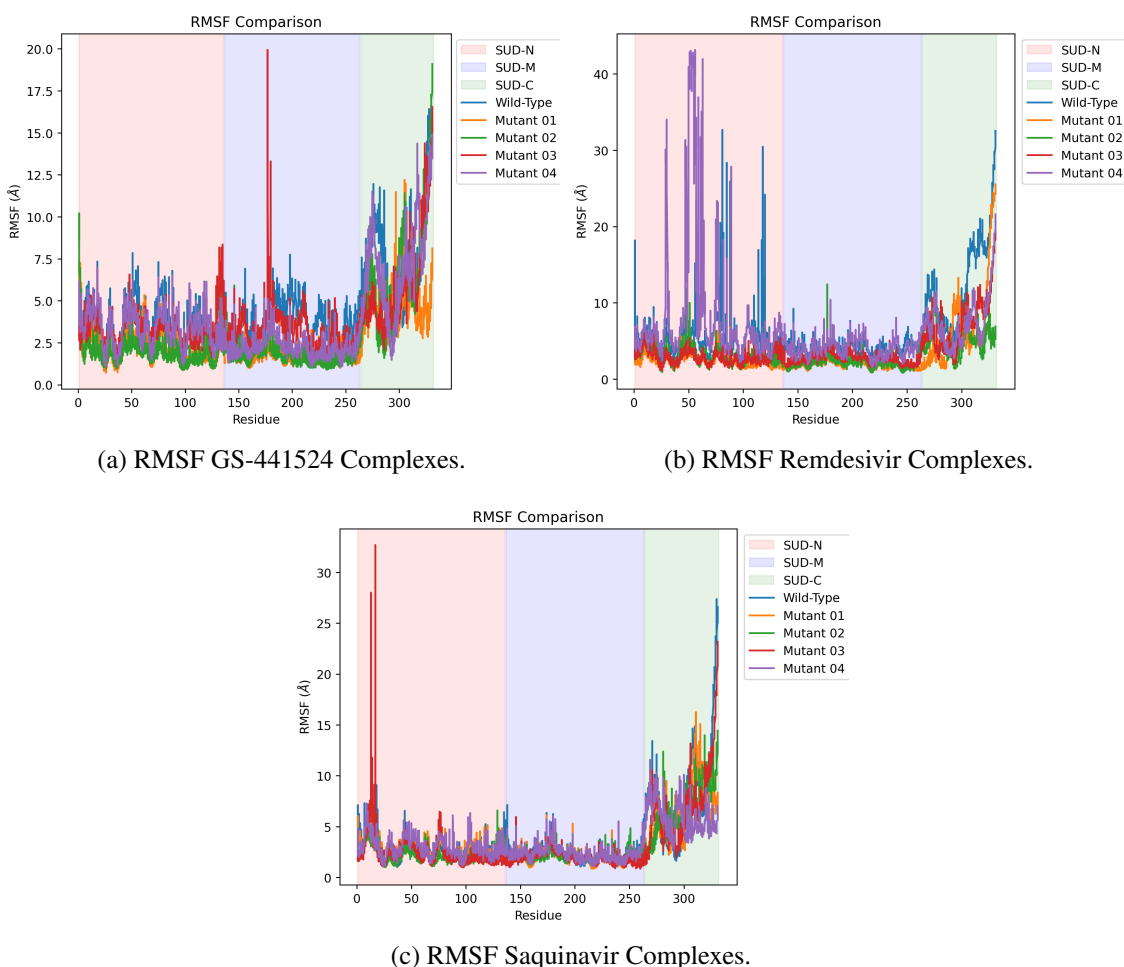 RMSF Comparison
20.0
17.5
15.0
12.5
10.0
7.5
5.0
2.5
0.0
RMSF (Å)
0 50 100 150 200 250 300
Residue
SUD-N
SUD-M
SUD-C
Wild-Type
Mutant 01
Mutant 02
Mutant 03
Mutant 04
(a) RMSF GS-441524 Complexes.
RMSF Comparison
40
30
20
10
0
RMSF (Å)
0 50 100 150 200 250 300
Residue
SUD-N
SUD-M
SUD-C
Wild-Type
Mutant 01
Mutant 02
Mutant 03
Mutant 04
(b) RMSF Remdesivir Complexes.
RMSF Comparison
30
25
20
15
10
5
0
RMSF (Å)
0 50 100 150 200 250 300
Residue
SUD-N
SUD-M
SUD-C
Wild-Type
Mutant 01
Mutant 02
Mutant 03
Mutant 04
(c) RMSF Saquinavir Complexes.